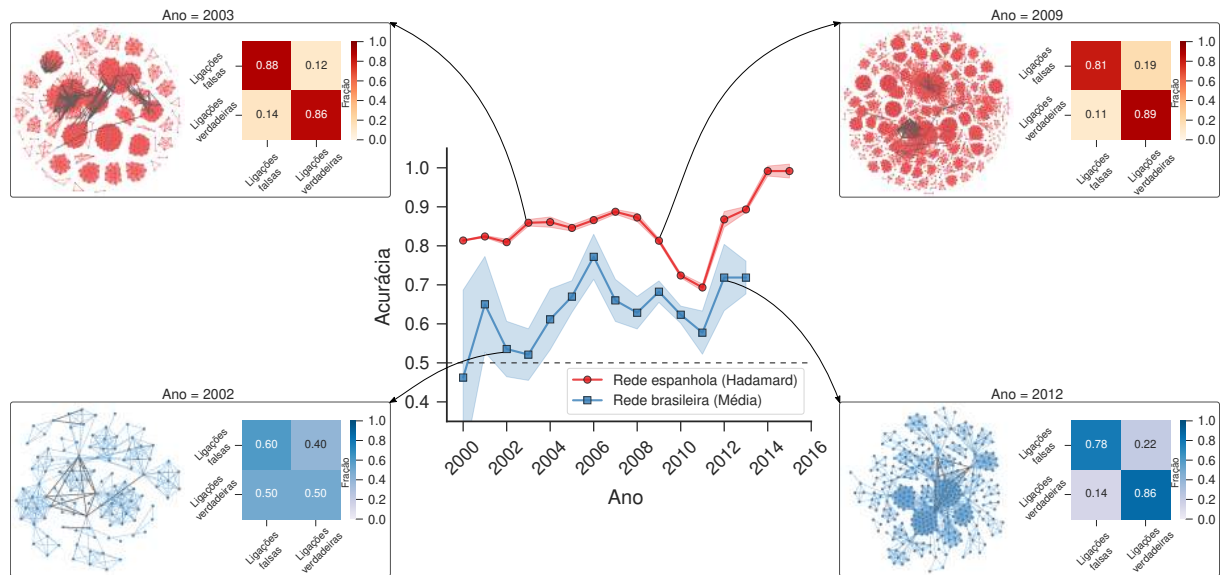 Ano = 2003
Ligações
falsas
Ligações
verdadeiras
0.88
0.12
0.14
0.86
Ligações
falsas
Ligações
verdadeiras
1.0
0.8
0.6
0.4
0.2
0.0
Fração
Ano = 2009
Ligações
falsas
Ligações
verdadeiras
0.81
0.19
0.11
0.89
Ligações
falsas
Ligações
verdadeiras
1.0
0.8
0.6
0.4
0.2
0.0
Fração
Acurácia
1.0
0.9
0.8
0.7
0.6
0.5
0.4
Rede espanhola (Hadamard)
Rede brasileira (Média)
2000
2002
2004
2006
2008
2010
2012
2014
2016
Ano
Ano = 2002
Ligações
falsas
Ligações
verdadeiras
0.60
0.40
0.50
0.50
Ligações
falsas
Ligações
verdadeiras
1.0
0.8
0.6
0.4
0.2
0.0
Fração
Ano = 2012
Ligações
falsas
Ligações
verdadeiras
0.78
0.22
0.14
0.86
Ligações
falsas
Ligações
verdadeiras
1.0
0.8
0.6
0.4
0.2
0.0
Fração